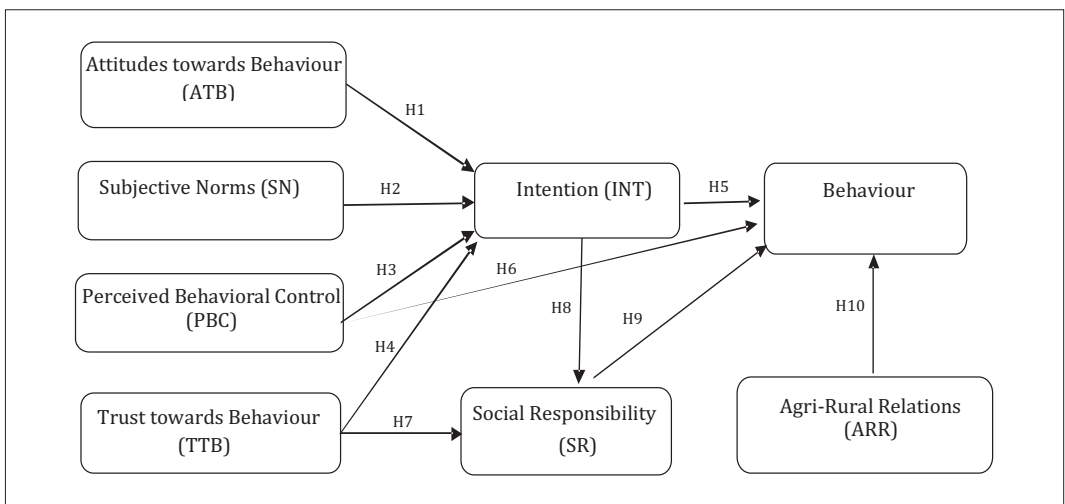 Attitudes towards Behaviour
(ATB)
H1
Subjective Norms (SN)
H2
Intention (INT)
H5
Behaviour
Perceived Behavioral Control
(PBC)
H3
H6
H4
H8
H9
H10
Trust towards Behaviour
(TTB)
H7
Social Responsibility
(SR)
Agri-Rural Relations
(ARR)